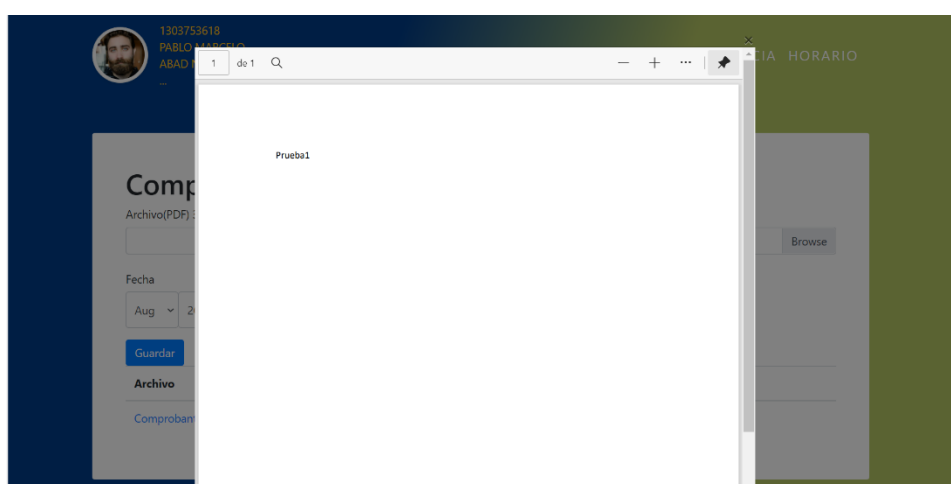 1303753618
PABLO MARCELO
ABAD
...
CIA HORARIO
×
1 de 1
Prueba1
Comp
Archivo(PDF)
Browse
Fecha
Aug 2
Guardar
Archivo
Comproban